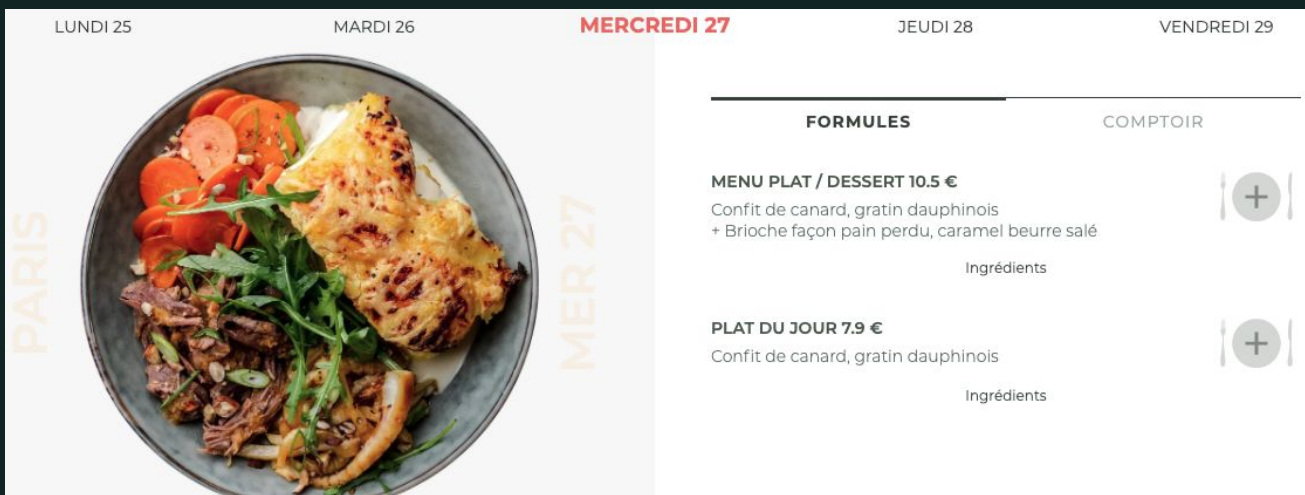 LUNDI 25
MARDI 26
MERCREDI 27
JEUDI 28
VENDREDI 29
PARIS
MER 27
FORMULES
COMPTOIR
MENU PLAT / DESSERT 10.5 €
Confit de canard, gratin dauphinois
+ Brioche façon pain perdu, caramel beurre salé
Ingrédients
PLAT DU JOUR 7.9 €
Confit de canard, gratin dauphinois
Ingrédients